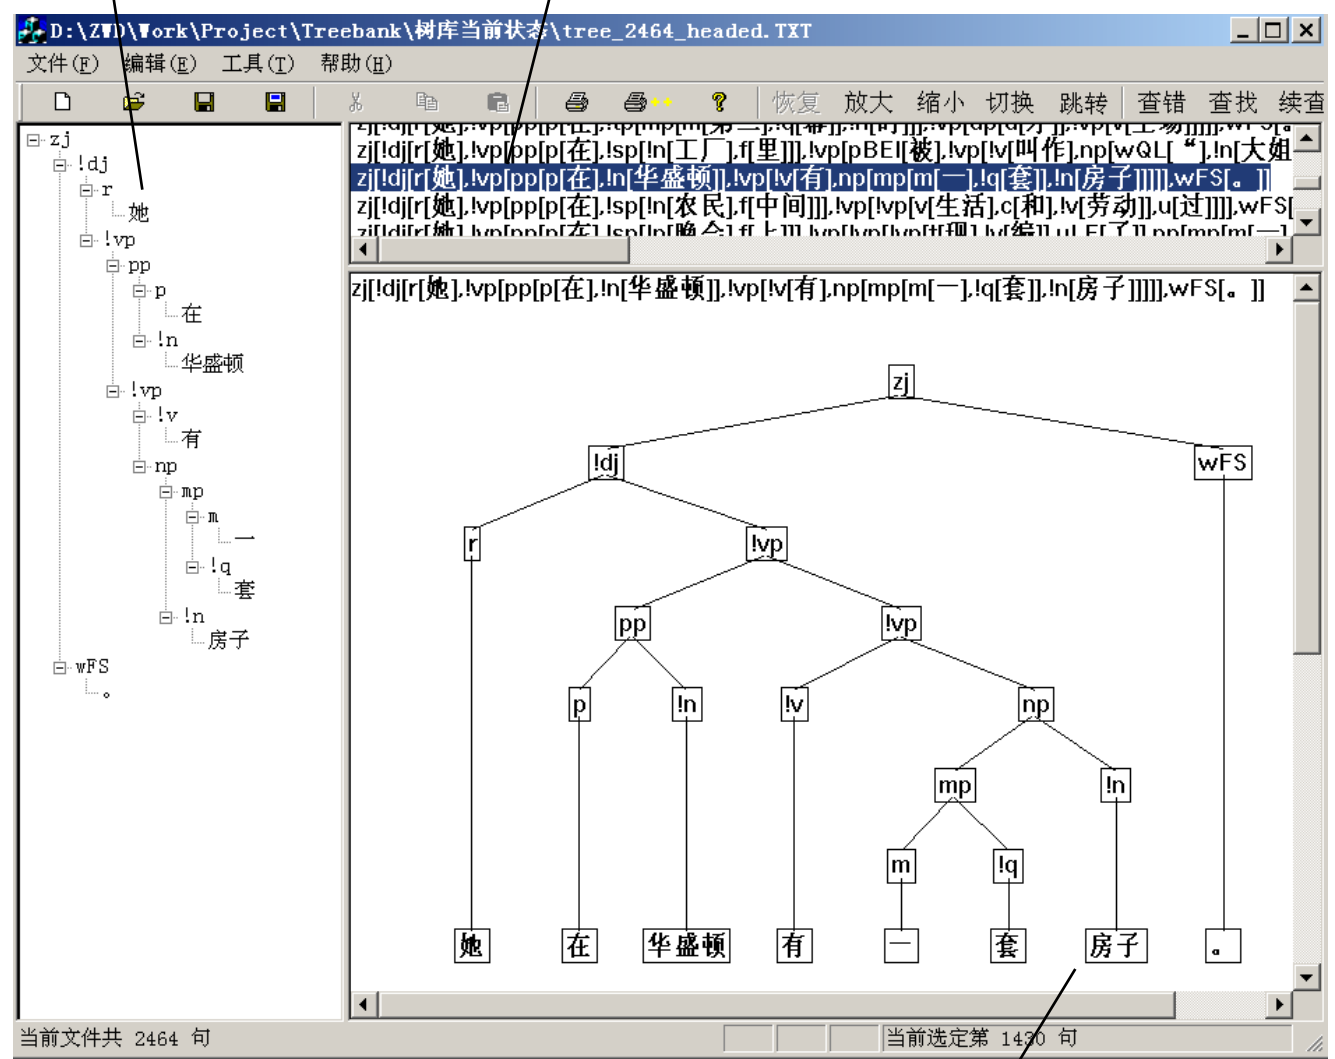 D:\ZWD\Work\Project\Treebank\树库当前状态\tree_2464_headed.TXT
文件(F) 编辑(E) 工具(T) 帮助(H)
恢复 放大 缩小 切换 跳转 查错 查找 续查
zj
!dj
r
她
!vp
pp
p
在
!n
华盛顿
!vp
!v
有
np
mp
m
一
!q
套
!n
房子
wFS
。
zj[!dj[r[她],!vp[pp[p[在],!sp[!n[工厂],f[里]]],!vp[pBEI[被],!vp[!v[叫作],np[wQL[“],!n[大姐
zj[!dj[r[她],!vp[pp[p[在],!n[华盛顿]],!vp[!v[有],np[mp[m[一],!q[套]],!n[房子]]]]],wFS[。]]
zj[!dj[r[她],!vp[pp[p[在],!sp[!n[农民],f[中间]]],!vp[!vp[v[生活],c[和],!v[劳动]],u[过]]]],wFS[
zj[!dj[r[她],!vp[pp[p[在],!n[华盛顿]],!vp[!v[有],np[mp[m[一],!q[套]],!n[房子]]]]],wFS[。]]
zj
!dj wFS
r !vp
pp !vp
p !n !v np
mp !n
m !q
她 在 华盛顿 有 一 套 房子 。
当前文件共 2464 句 当前选定第 1430 句